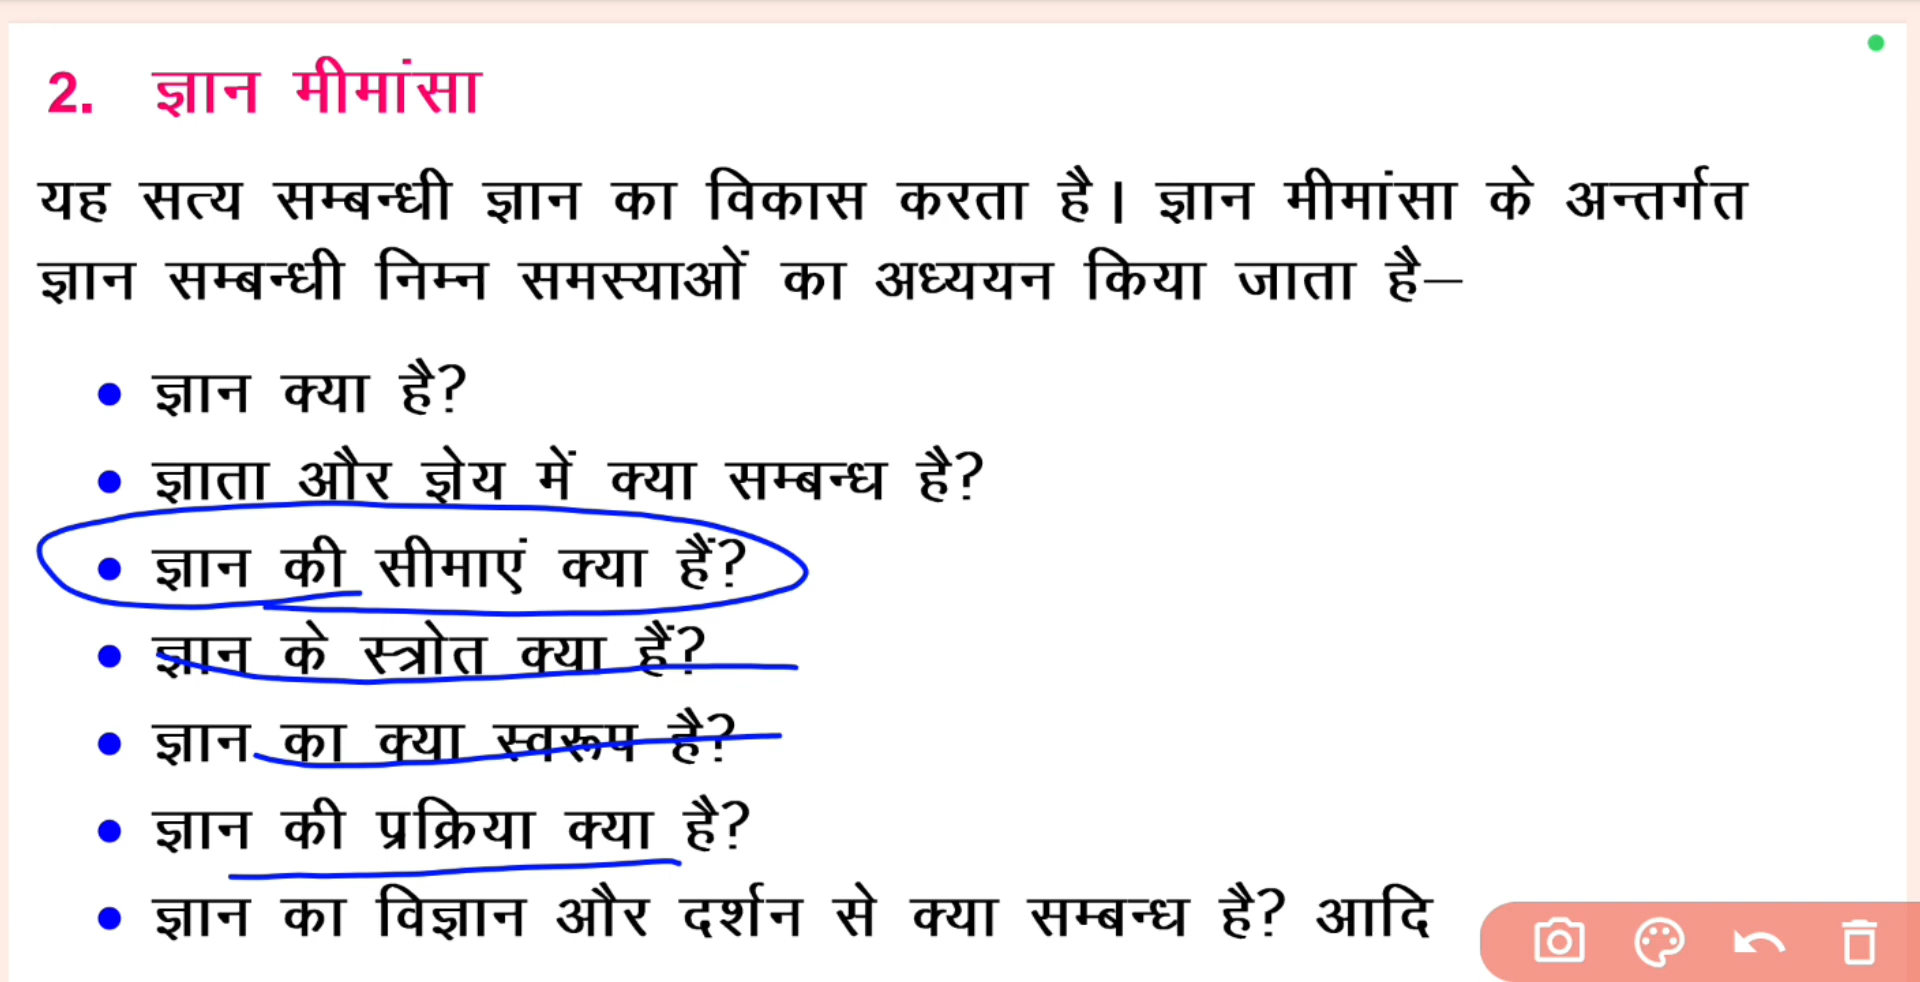 2. ज्ञान मीमांसा
यह सत्य सम्बन्धी ज्ञान का विकास करता है। ज्ञान मीमांसा के अन्तर्गत
ज्ञान सम्बन्धी निम्न समस्याओं का अध्ययन किया जाता है—
• ज्ञान क्या है?
• ज्ञाता और ज्ञेय में क्या सम्बन्ध है?
• ज्ञान की सीमाएं क्या हैं?
• ज्ञान के स्त्रोत क्या हैं?
• ज्ञान का क्या स्वरूप है?
• ज्ञान की प्रक्रिया क्या है?
• ज्ञान का विज्ञान और दर्शन से क्या सम्बन्ध है? आदि